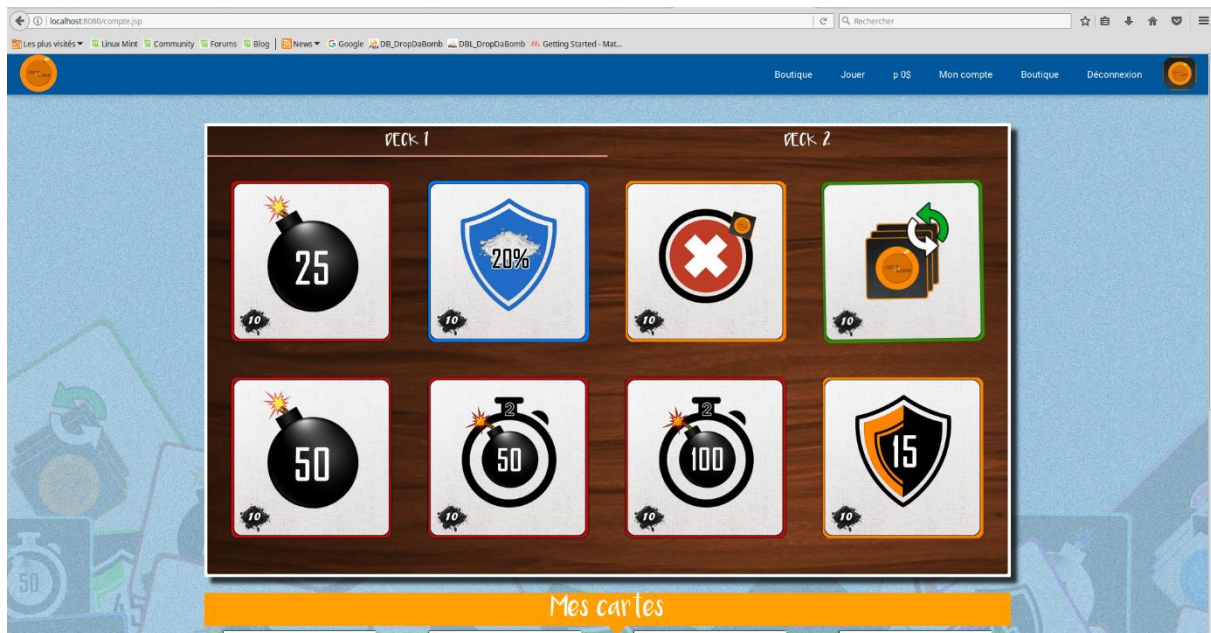 localhost:8080/compte.jsp
Rechercher
Les plus visités Linux Mint Community Forums Blog News Google DB_DropDaBomb DBL_DropDaBomb Getting Started - Mat...
Boutique Jouer p 0$ Mon compte Boutique Déconnexion
DECK 1 DECK 2
25 20%
10 10 10 10
2 2
50 50 100 15
10 10 10 10
50
45
Mes cartes